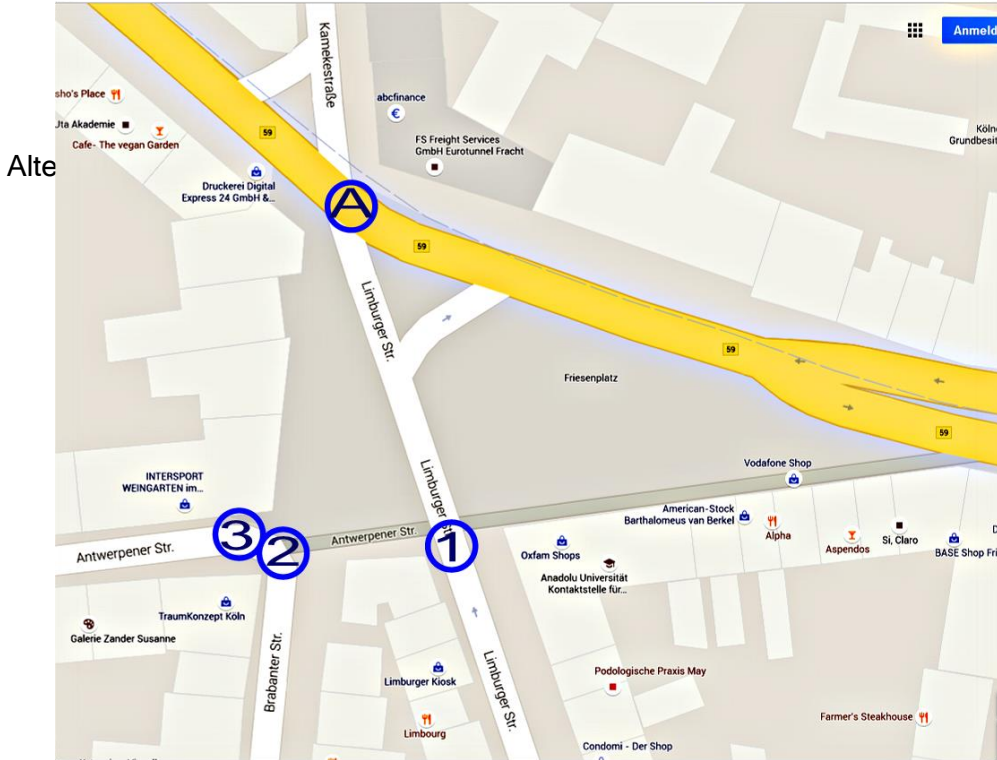 Anmeld
Kamekestraße
sho's Place
Uta Akademie
Cafe- The vegan Garden
59
abcfinance
€
FS Freight Services
GmbH Eurotunnel Fracht
Köln
Grundbesit
Alte
Druckerei Digital
Express 24 GmbH &...
A
59
Limburger Str.
59
Friesenplatz
59
INTERSPORT
WEINGARTEN im...
Limburger Str.
Vodafone Shop
American-Stock
Barthalomeus van Berkel
Alpha
Aspendos
Si, Claro
BASE Shop Fri
D
3
2
1
Antwerpener Str.
Antwerpener Str.
Oxfam Shops
Anadolu Universität
Kontaktstelle für...
TraumKonzept Köln
Galerie Zander Susanne
Brabanter Str.
Limburger Kiosk
Limburger Str.
Podologische Praxis May
Limbourg
Farmer's Steakhouse
Condomi - Der Shop